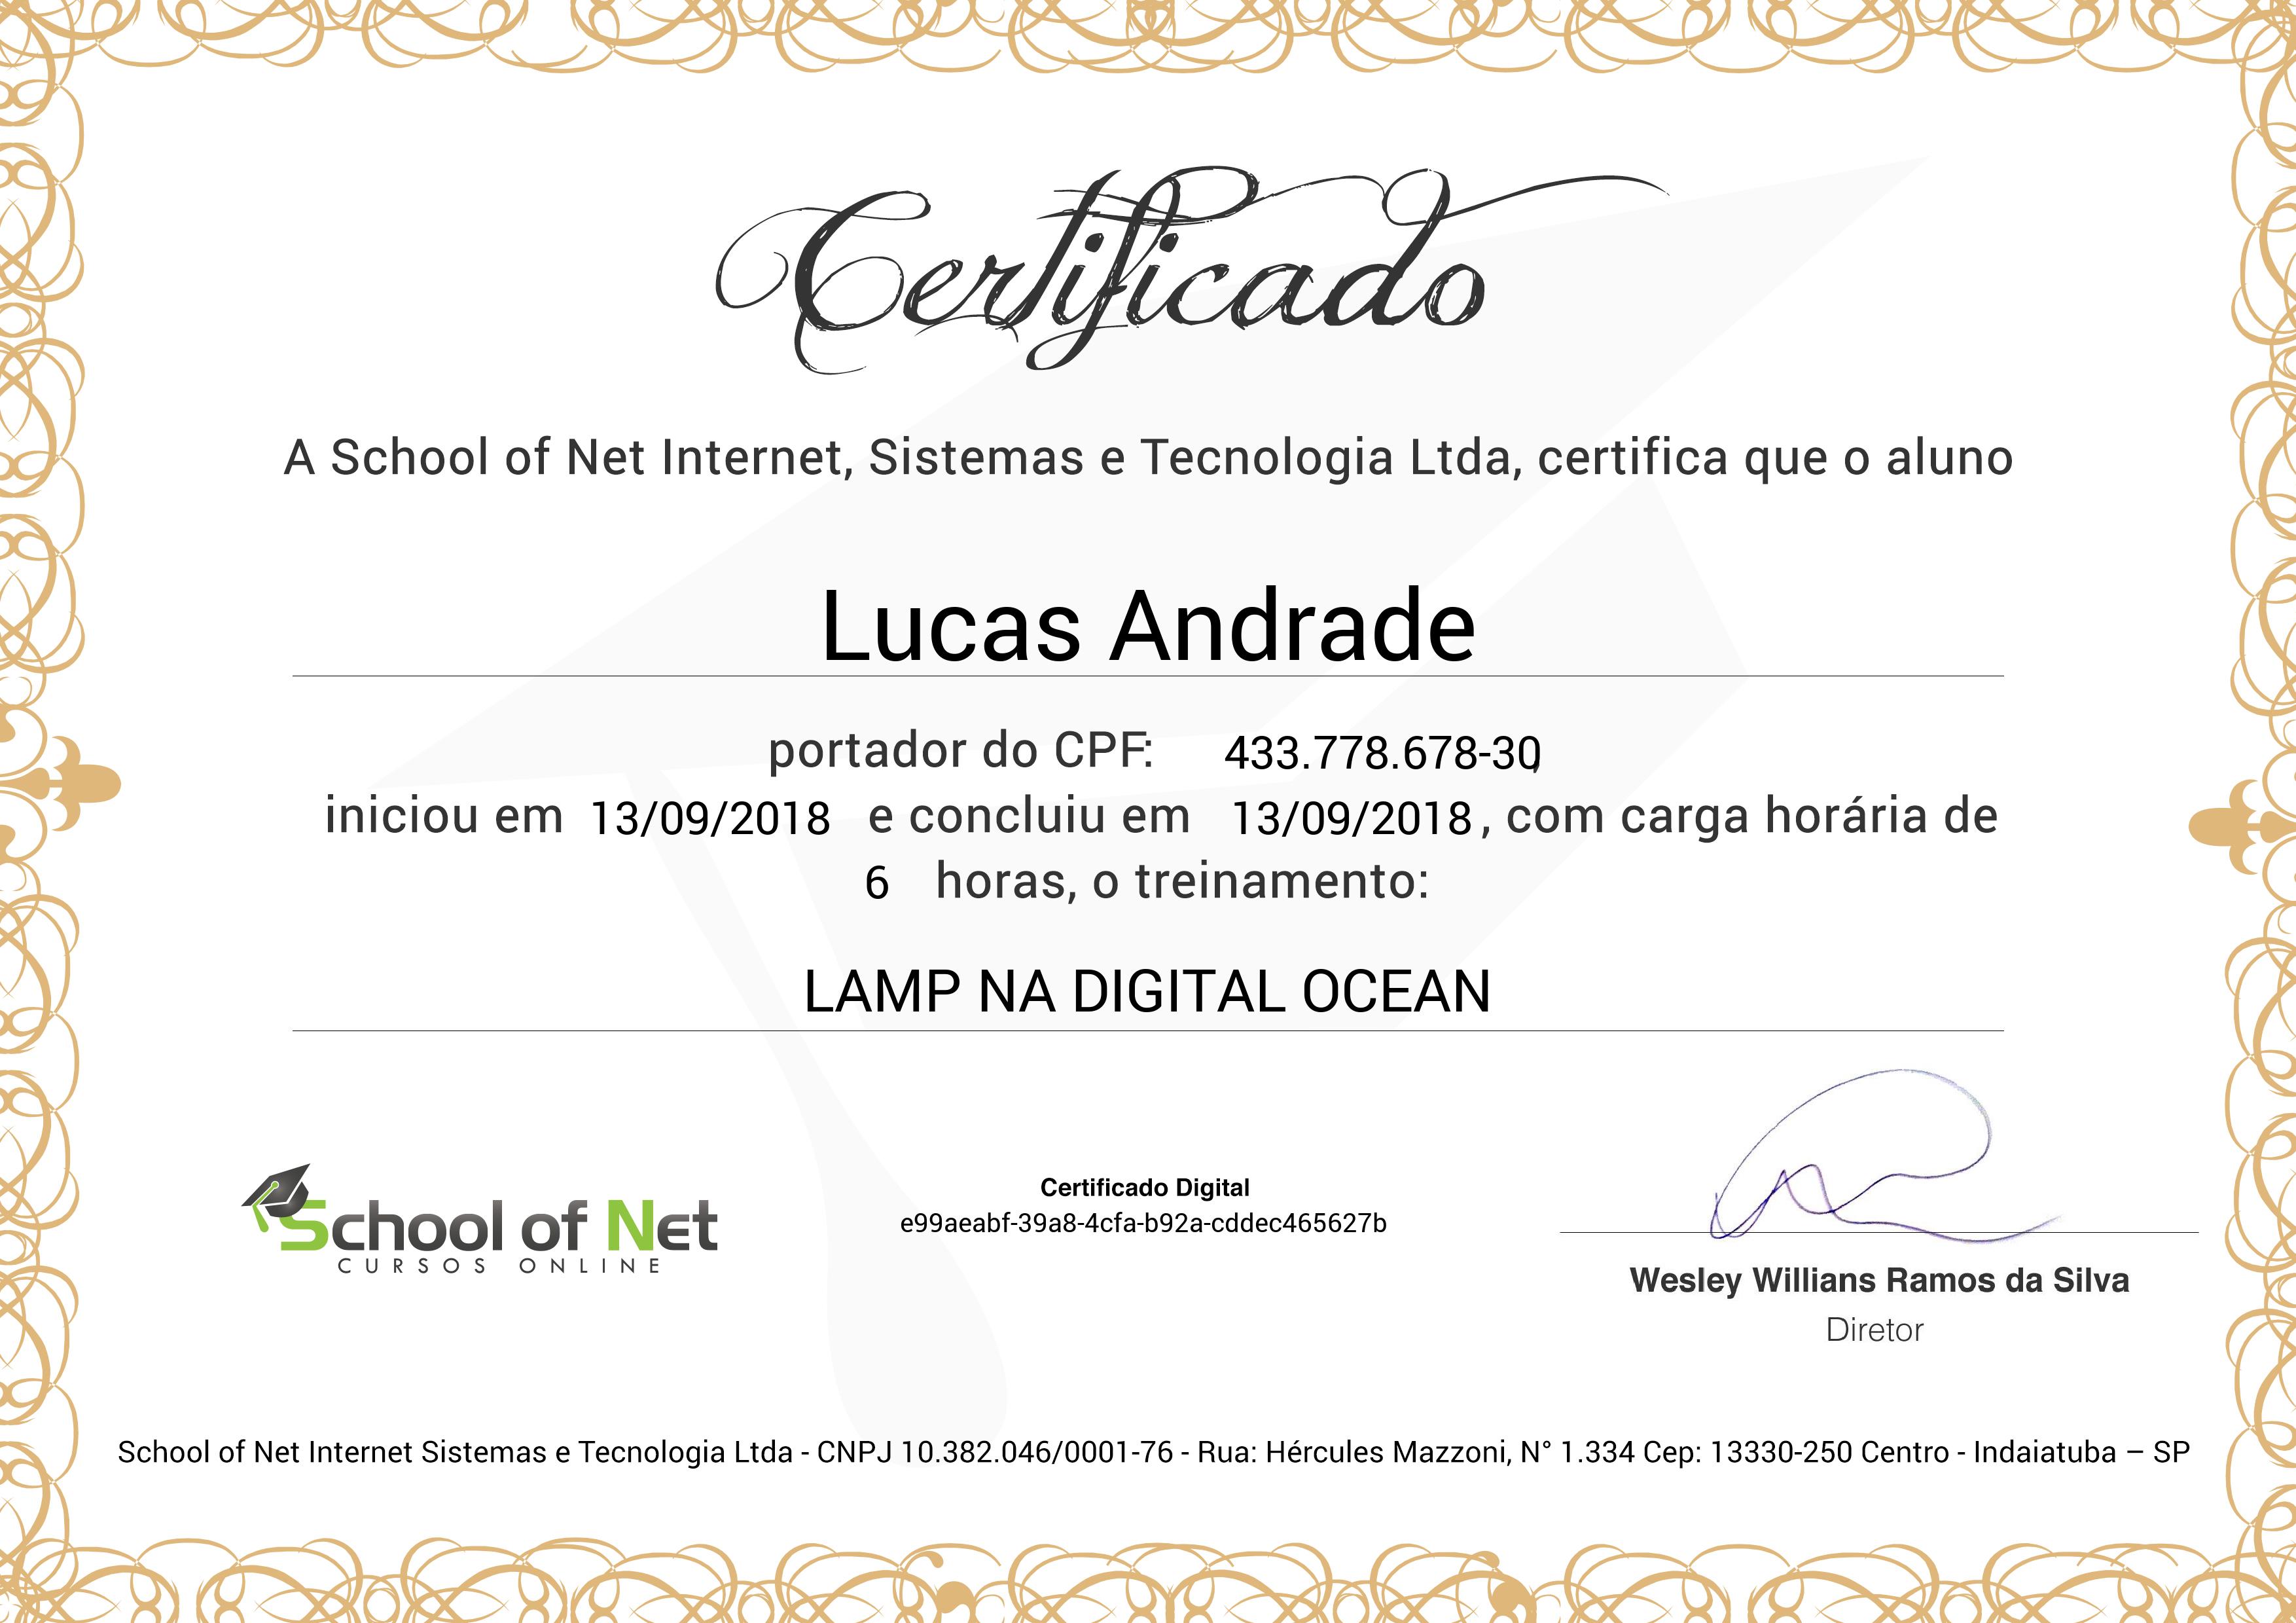 Certificado
A School of Net Internet, Sistemas e Tecnologia Ltda, certifica que o aluno
Lucas Andrade
portador do CPF: 433.778.678-30,
iniciou em 13/09/2018 e concluiu em 13/09/2018, com carga horária de
6 horas, o treinamento:
LAMP NA DIGITAL OCEAN
School of Net
CURSOS ONLINE
Certificado Digital
e99aeabf-39a8-4cfa-b92a-cddec465627b
Wesley Willians Ramos da Silva
Diretor
School of Net Internet Sistemas e Tecnologia Ltda - CNPJ 10.382.046/0001-76 - Rua: Hércules Mazzoni, N° 1.334 Cep: 13330-250 Centro - Indaiatuba – SP